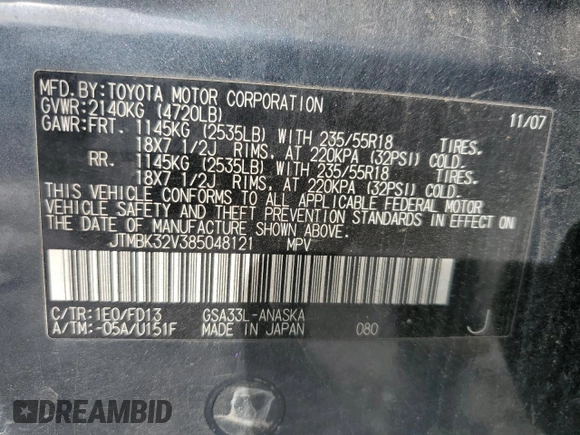 MFD.BY:TOYOTA MOTOR CORPORATION 11/07
GVWR:2140KG (4720LB)
GAWR:FRT. 1145KG (2535LB) WITH 235/55R18 TIRES.
18X7 1/2J RIMS, AT 220KPA (32PSI) COLD.
RR. 1145KG (2535LB) WITH 235/55R18 TIRES.
18X7 1/2J RIMS, AT 220KPA (32PSI) COLD.
THIS VEHICLE CONFORMS TO ALL APPLICABLE FEDERAL MOTOR
VEHICLE SAFETY AND THEFT PREVENTION STANDARDS IN EFFECT ON
THE DATE OF MANUFACTURE SHOWN ABOVE.
JTMBK32V385048121 MPV
C/TR:1E0/FD13 GSA33L-ANASKA
A/TM:-05A/U151F MADE IN JAPAN 080 J
DREAMBID